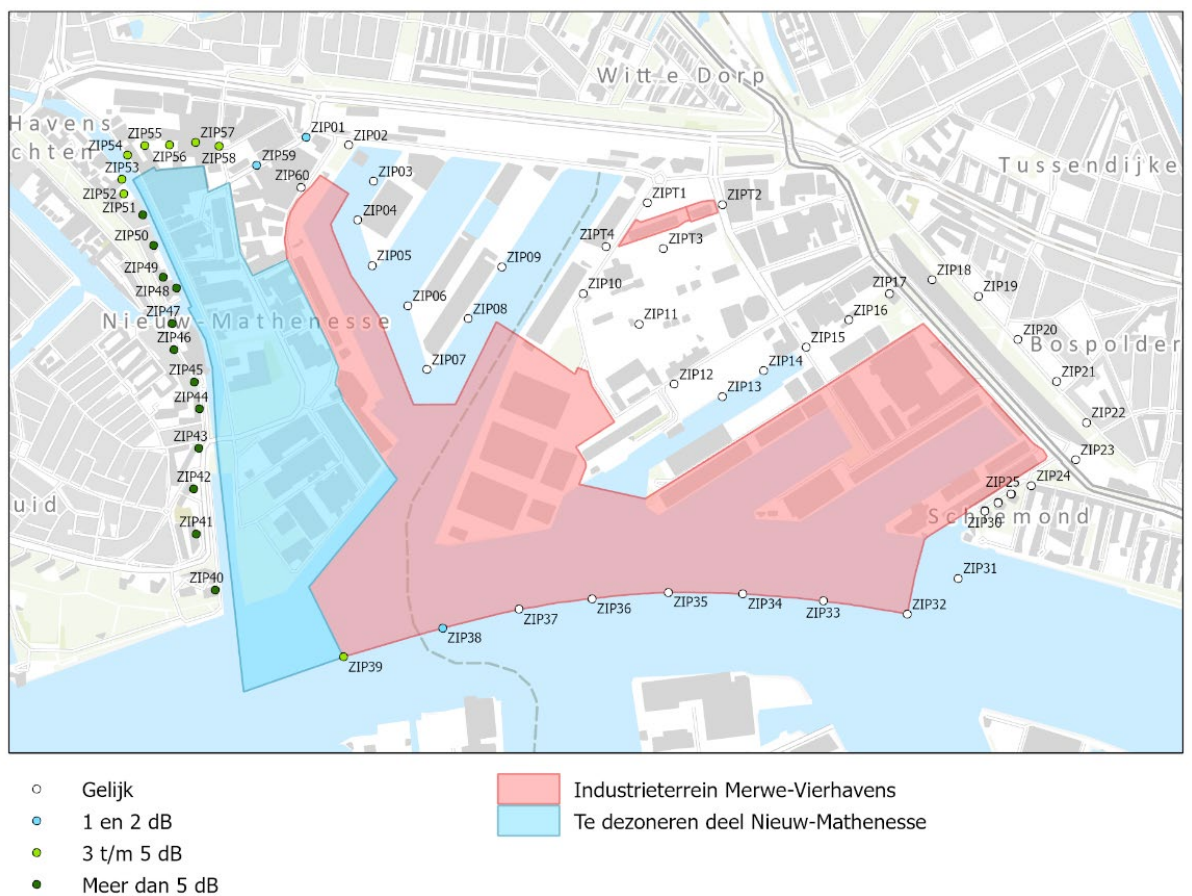 Witte Dorp
Havens
chten
Tussendijke
ZIP55
ZIP57
ZIP01
ZIP02
ZIP54
ZIP56
ZIP58
ZIP53
ZIP59
ZIP03
ZIP60
ZIP52
ZIPT1
ZIPT2
ZIP51
ZIP04
ZIP50
ZIPT4
ZIPT3
ZIP05
ZIP09
ZIP49
ZIP17
ZIP18
ZIP48
ZIP10
ZIP19
ZIP06
ZIP08
ZIP47
Nieuw-Mathenesse
ZIP11
ZIP16
ZIP46
ZIP20
Bospolder
ZIP15
ZIP07
ZIP14
ZIP45
ZIP12
ZIP13
ZIP21
ZIP44
ZIP22
ZIP43
ZIP23
ZIP42
ZIP24
ZIP25
uid
ZIP30
Schiemond
ZIP41
ZIP40
ZIP31
ZIP36
ZIP35
ZIP34
ZIP33
ZIP32
ZIP37
ZIP38
ZIP39
Gelijk
1 en 2 dB
3 t/m 5 dB
Meer dan 5 dB
Industrieterrein Merwe-Vierhavens
Te dezoneren deel Nieuw-Mathenesse